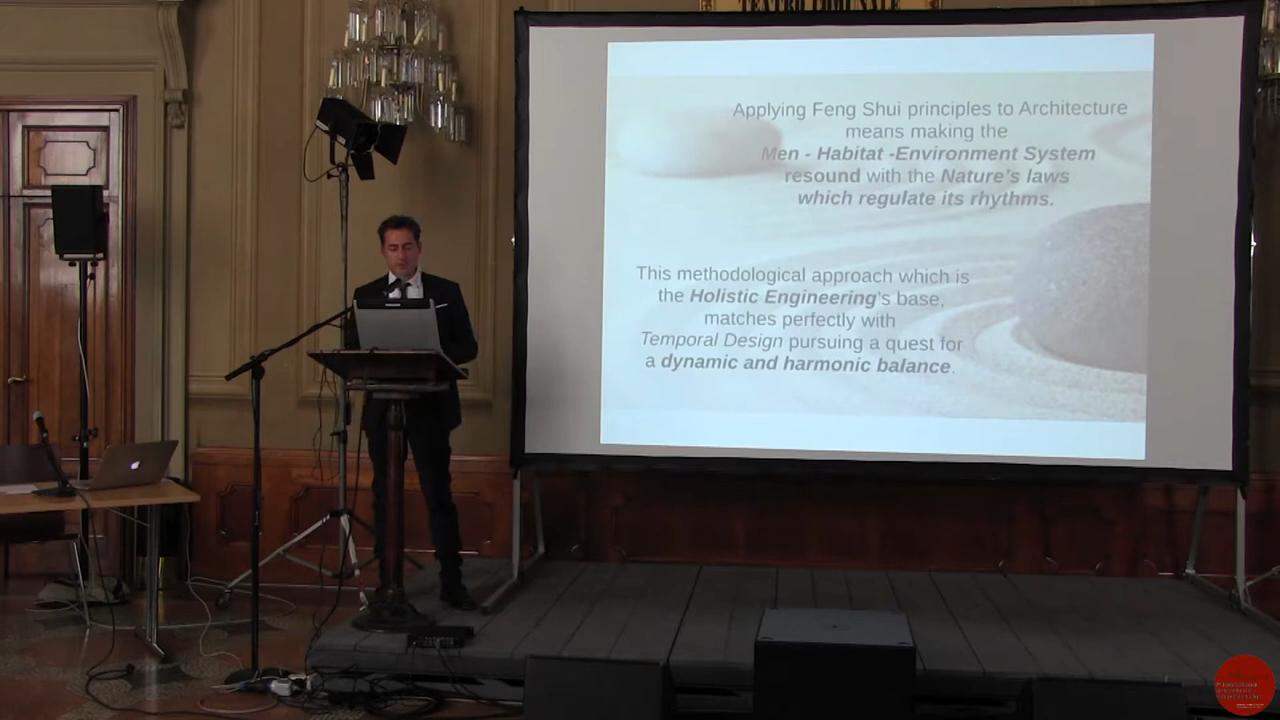 Applying Feng Shui principles to Architecture
means making the
Men - Habitat -Environment System
resound with the Nature's laws
which regulate its rhythms.
This methodological approach which is
the Holistic Engineering's base,
matches perfectly with
Temporal Design pursuing a quest for
a dynamic and harmonic balance.